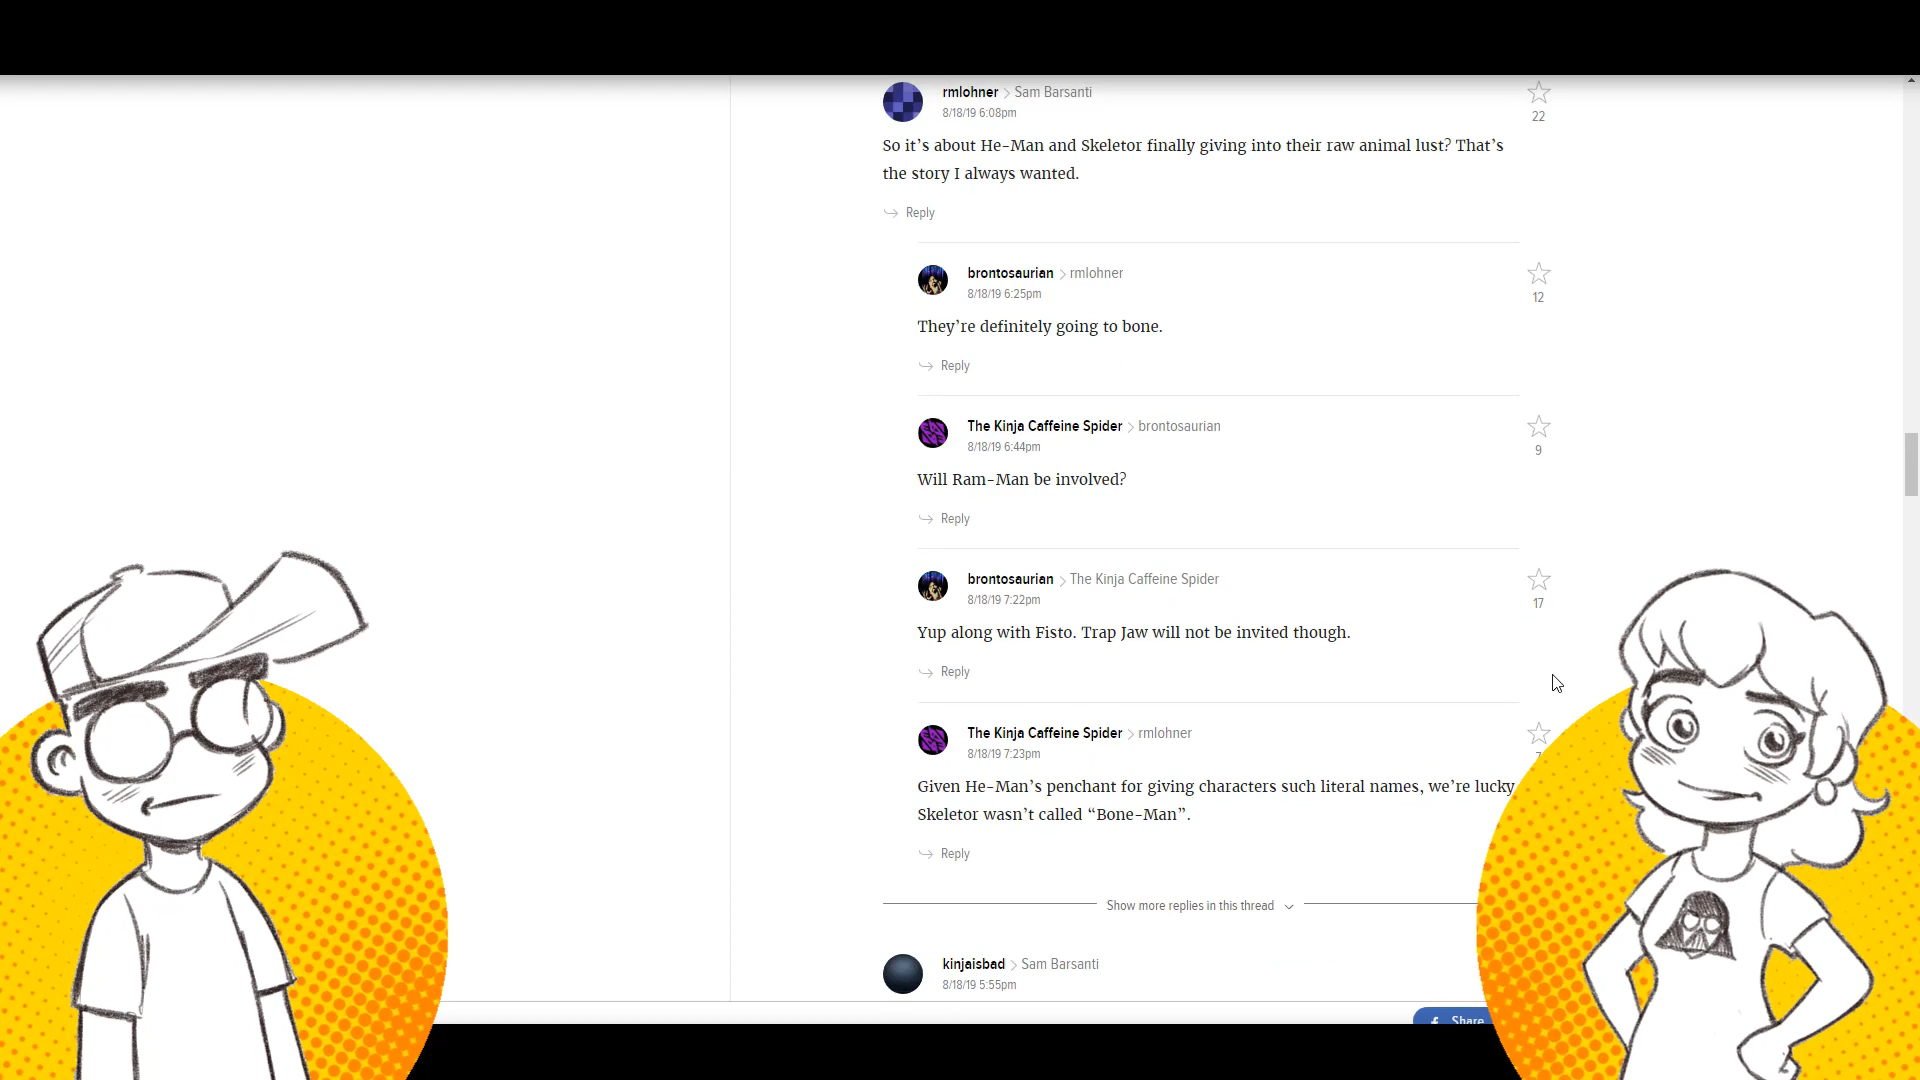 rmlohner > Sam Barsanti
8/18/19 6:08pm
22
So it’s about He-Man and Skeletor finally giving into their raw animal lust? That’s
the story I always wanted.
Reply
brontosaurian > rmlohner
8/18/19 6:25pm
12
They’re definitely going to bone.
Reply
The Kinja Caffeine Spider > brontosaurian
8/18/19 6:44pm
9
Will Ram-Man be involved?
Reply
brontosaurian > The Kinja Caffeine Spider
8/18/19 7:22pm
17
Yup along with Fisto. Trap Jaw will not be invited though.
Reply
The Kinja Caffeine Spider > rmlohner
8/18/19 7:23pm
Given He-Man’s penchant for giving characters such literal names, we’re lucky
Skeletor wasn’t called “Bone-Man”.
Reply
Show more replies in this thread
kinjaisbad > Sam Barsanti
8/18/19 5:55pm
Share